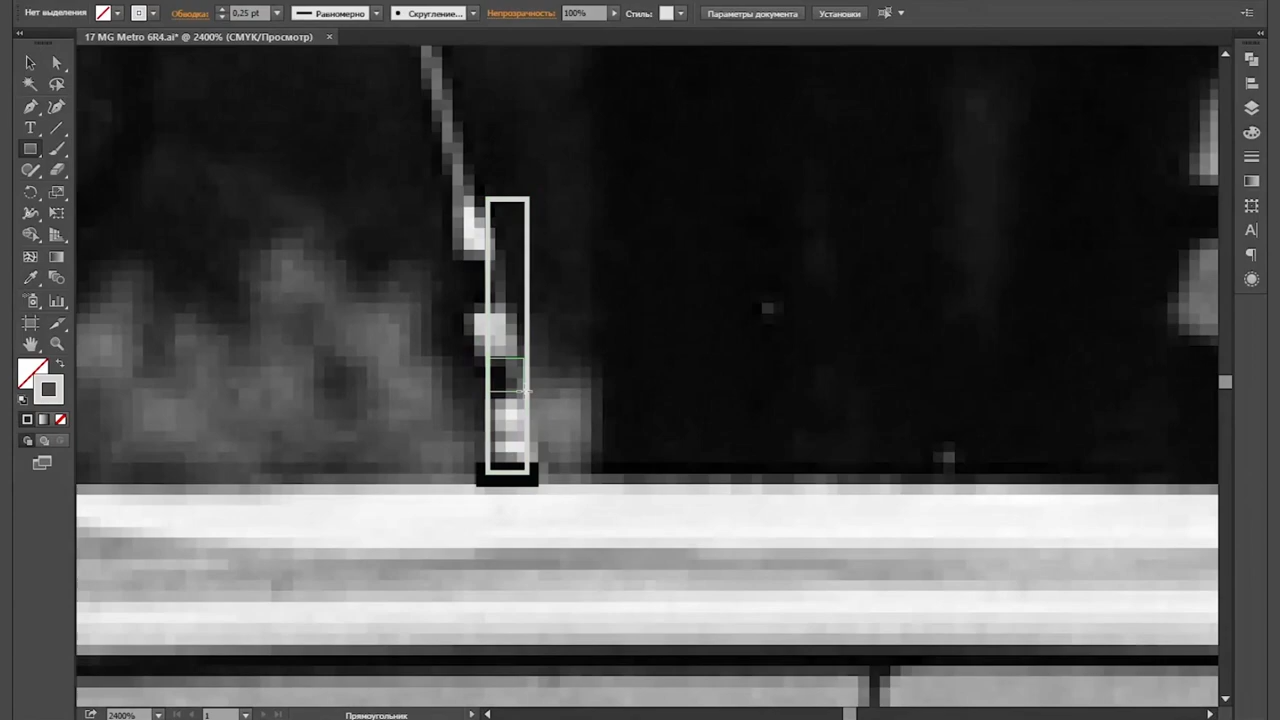 Нет выделения
Обводка:
0,25 pt
Равномерно
Скругление...
Непрозрачность:
100%
Стиль:
Параметры документа
Установки
17 MG Metro 6R4.ai* @ 2400% (CMYK/Просмотр)
2400%
1
Прямоугольник